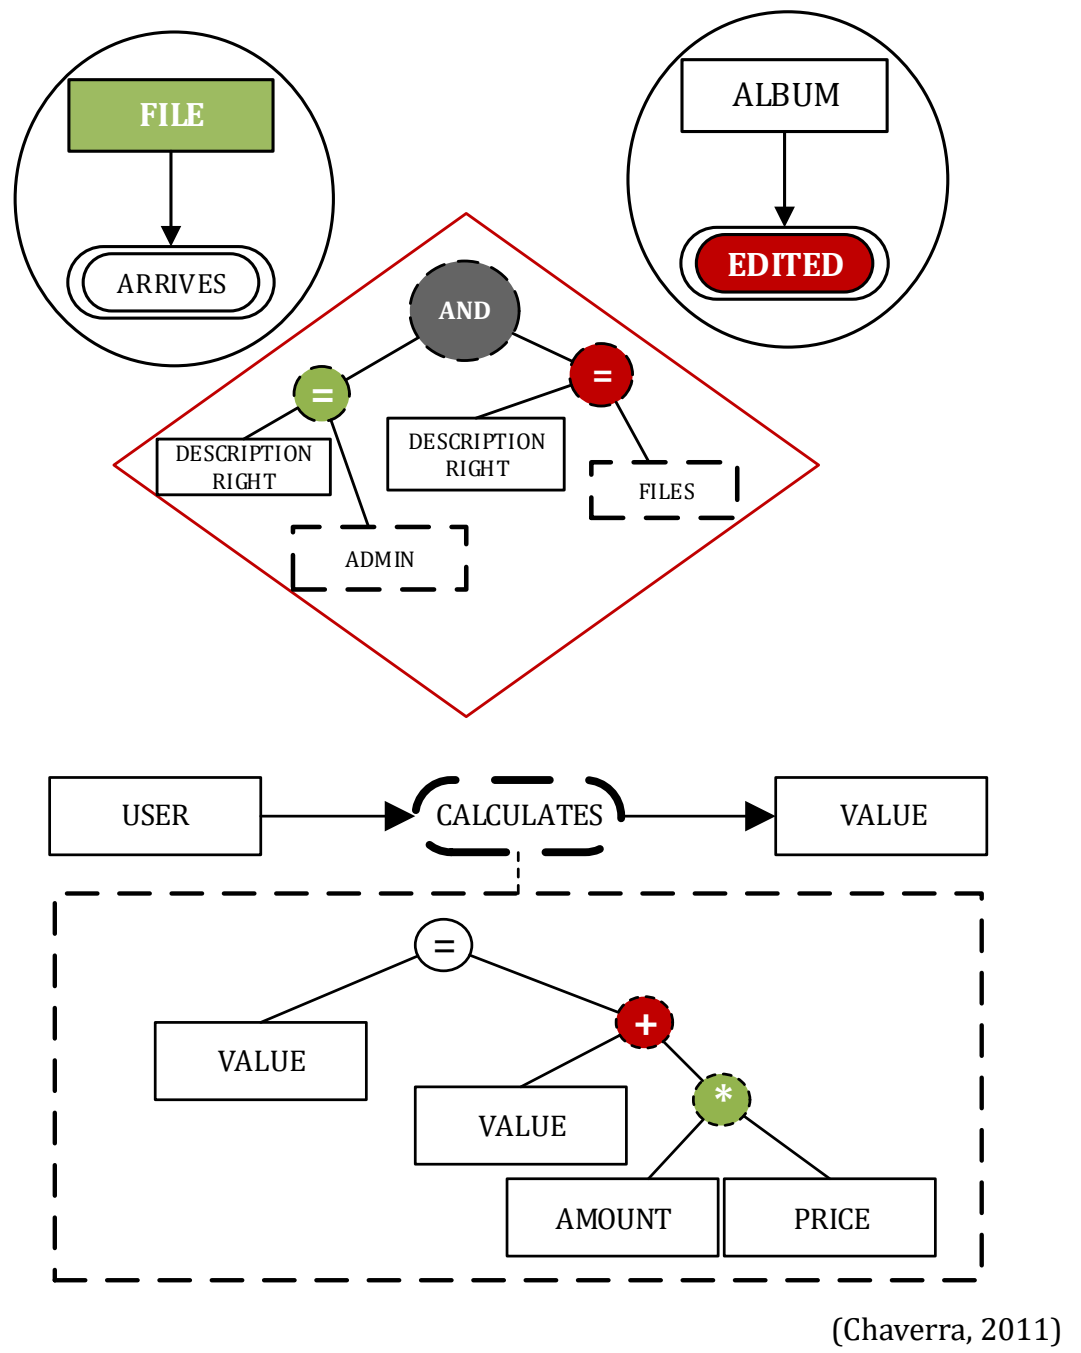 FILE
ARRIVES
ALBUM
EDITED
AND
=
=
DESCRIPTION
RIGHT
DESCRIPTION
RIGHT
FILES
ADMIN
USER
CALCULATES
VALUE
=
VALUE
+
VALUE
*
AMOUNT
PRICE
(Chaverra, 2011)